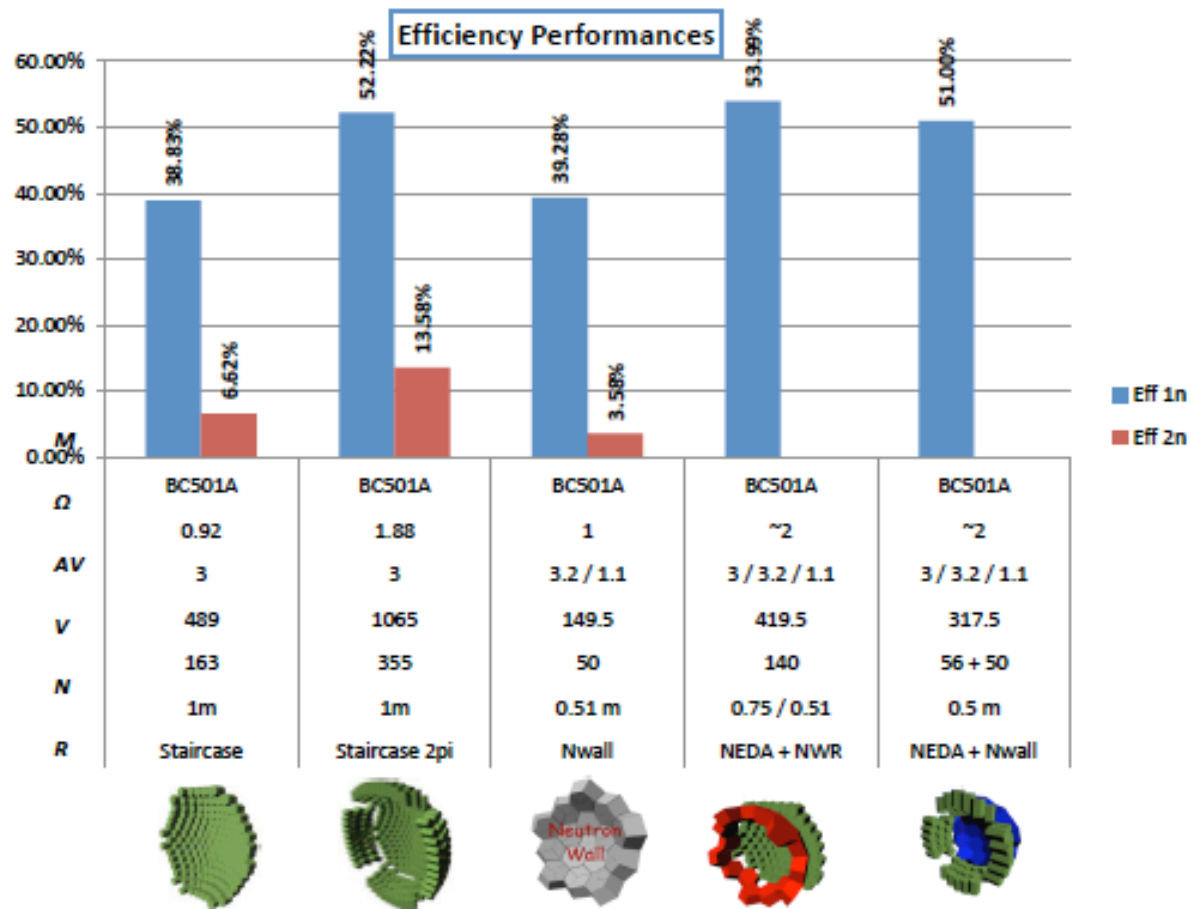 Efficiency Performances
60.00%
50.00%
40.00%
30.00%
20.00%
10.00%
0.00%
38.83%
6.62%
52.22%
13.58%
39.28%
3.58%
53.99%
51.00%
Eff 1n
Eff 2n
M BC501A BC501A BC501A BC501A BC501A
Ω 0.92 1.88 1 ~2 ~2
AV 3 3 3.2 / 1.1 3 / 3.2 / 1.1 3 / 3.2 / 1.1
V 489 1065 149.5 419.5 317.5
N 163 355 50 140 56 + 50
R 1m 1m 0.51 m 0.75 / 0.51 0.5 m
Staircase Staircase 2pi Nwall NEDA + NWR NEDA + Nwall
Neutron
Wall